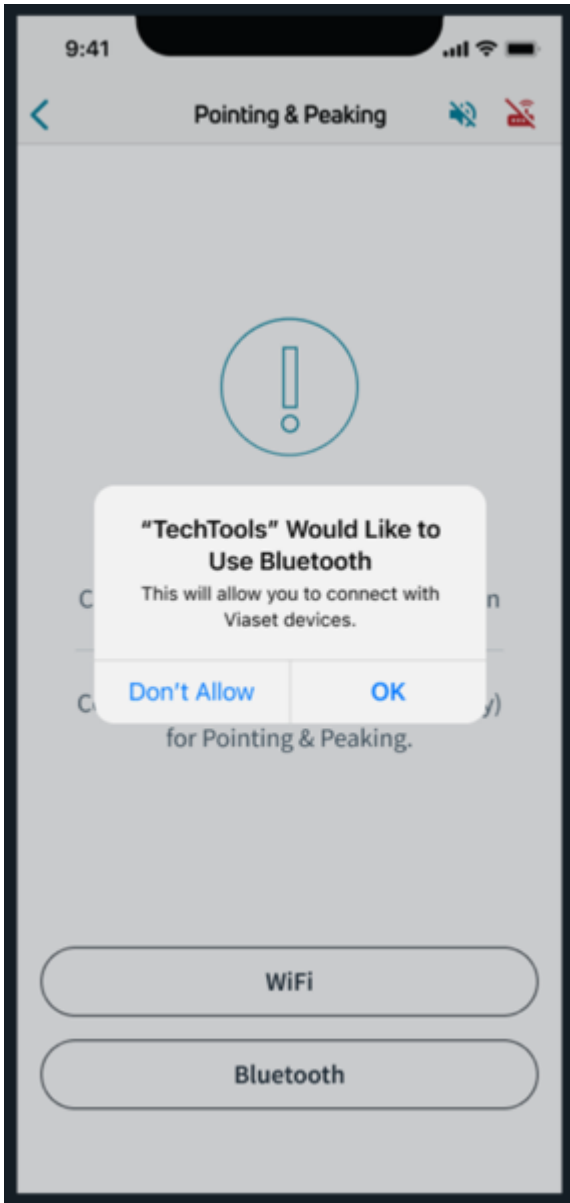 9:41
Pointing & Peaking
“TechTools” Would Like to
Use Bluetooth
This will allow you to connect with
Viaset devices.
Don’t Allow
OK
for Pointing & Peaking.
WiFi
Bluetooth